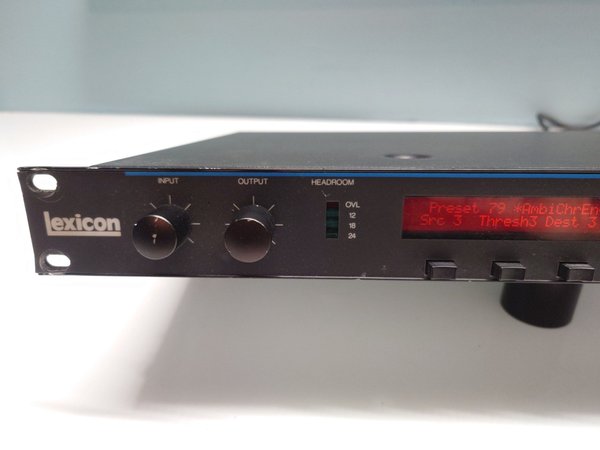 INPUT
OUTPUT
HEADROOM
OVL
12
18
24
lexicon
Preset 79 *AmbiChrEn
Src 3 Thresh3 Dest 3